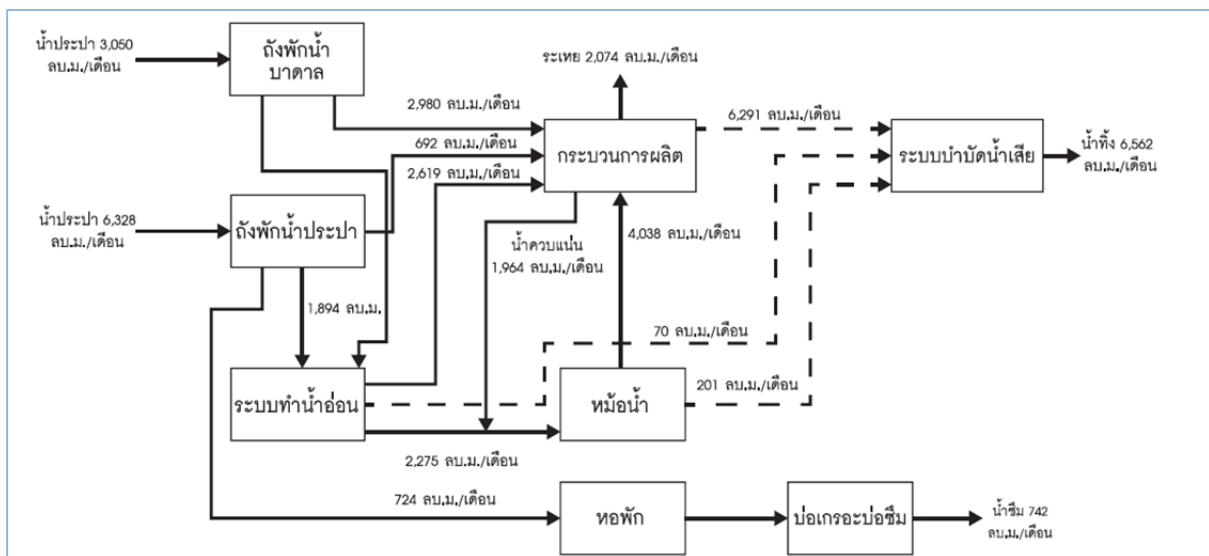 น้ำประปา 3,050
ลบ.ม./เดือน
ถังพักน้ำ
บาดาล
ระเหย 2,074 ลบ.ม./เดือน
2,980 ลบ.ม./เดือน
692 ลบ.ม./เดือน
2,619 ลบ.ม./เดือน
กระบวนการผลิต
6,291 ลบ.ม./เดือน
ระบบบำบัดน้ำเสีย
น้ำทิ้ง 6,562
ลบ.ม./เดือน
น้ำประปา 6,328
ลบ.ม./เดือน
ถังพักน้ำประปา
น้ำควบแน่น
1,964 ลบ.ม./เดือน
4,038 ลบ.ม./เดือน
1,894 ลบ.ม.
70 ลบ.ม./เดือน
ระบบทำน้ำอ่อน
หม้อน้ำ
201 ลบ.ม./เดือน
2,275 ลบ.ม./เดือน
724 ลบ.ม./เดือน
หอพัก
บ่อเกรอะบ่อซึม
น้ำซึม 742
ลบ.ม./เดือน